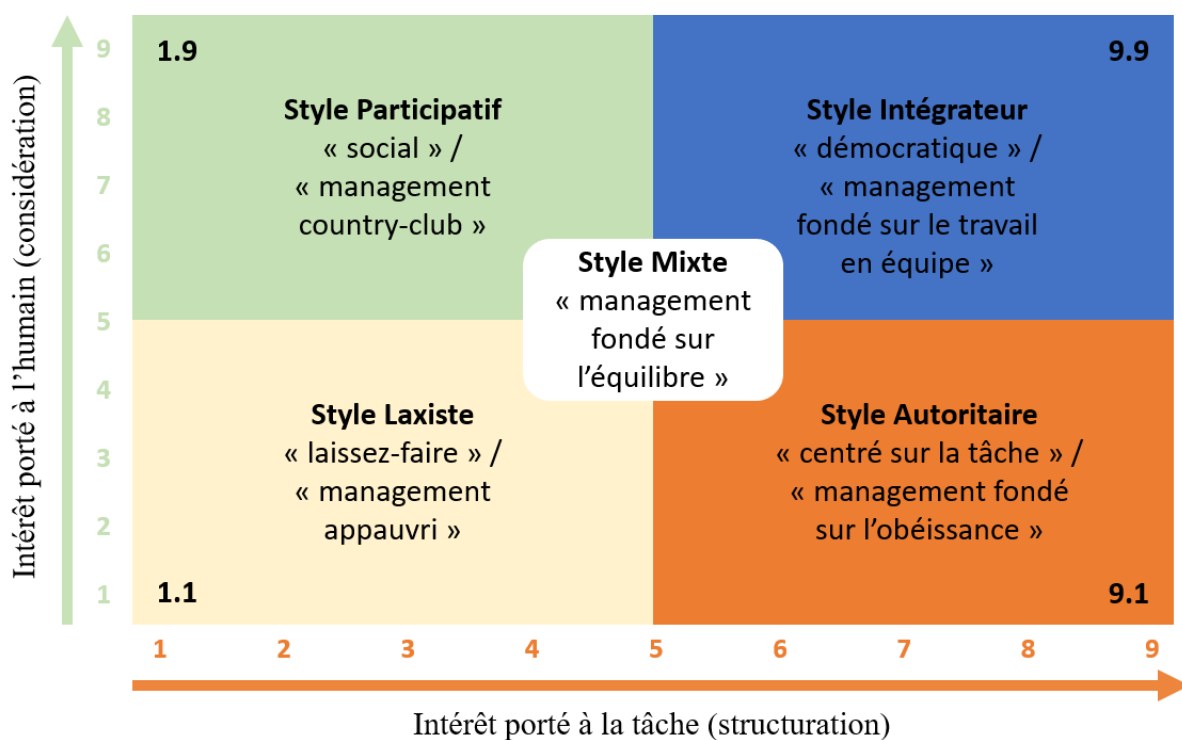 Intérêt porté à l’humain (considération)
9
8
7
6
5
4
3
2
1
1.9
Style Participatif
« social » /
« management
country-club »
9.9
Style Intégrateur
« démocratique » /
« management
fondé sur le travail
en équipe »
Style Mixte
« management
fondé sur
l’équilibre »
Style Laxiste
« laissez-faire » /
« management
appauvri »
1.1
Style Autoritaire
« centré sur la tâche » /
« management fondé
sur l’obéissance »
9.1
1 2 3 4 5 6 7 8 9
Intérêt porté à la tâche (structuration)